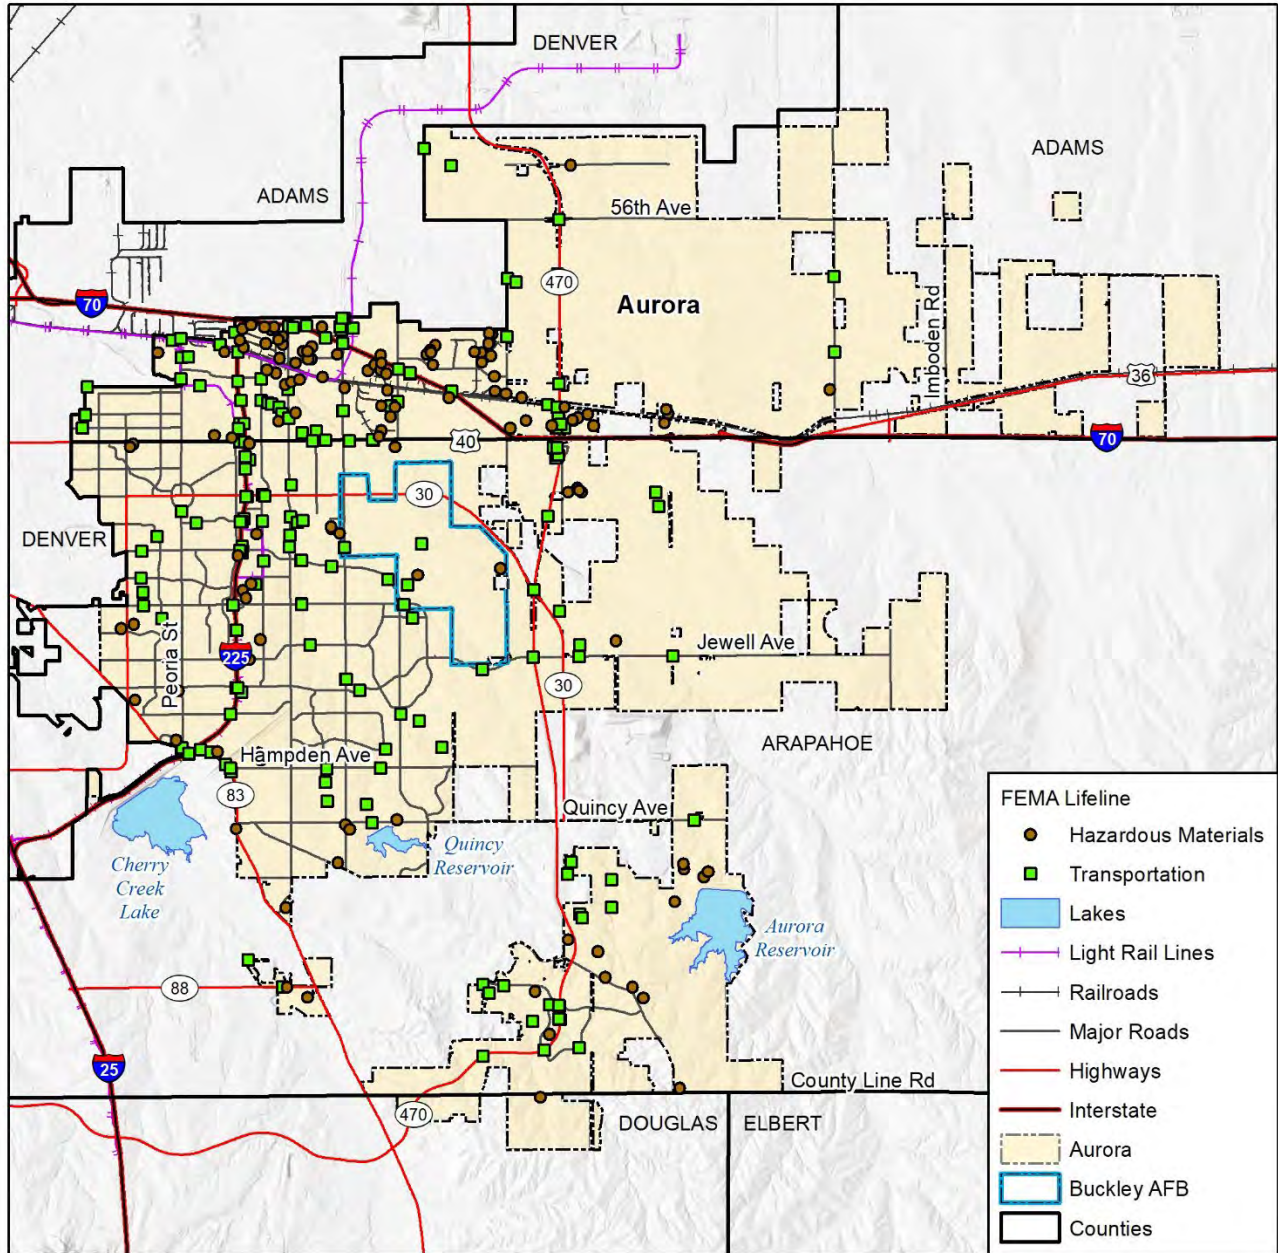 DENVER
ADAMS
ADAMS
56th Ave
470
Aurora
Imboden Rd
70
36
40
70
30
DENVER
Peoria St
225
Jewell Ave
30
ARAPAHOE
Hampden Ave
83
Quincy Ave
Cherry
Creek
Lake
Quincy
Reservoir
Aurora
Reservoir
88
25
County Line Rd
470
DOUGLAS
ELBERT
FEMA Lifeline
Hazardous Materials
Transportation
Lakes
Light Rail Lines
Railroads
Major Roads
Highways
Interstate
Aurora
Buckley AFB
Counties